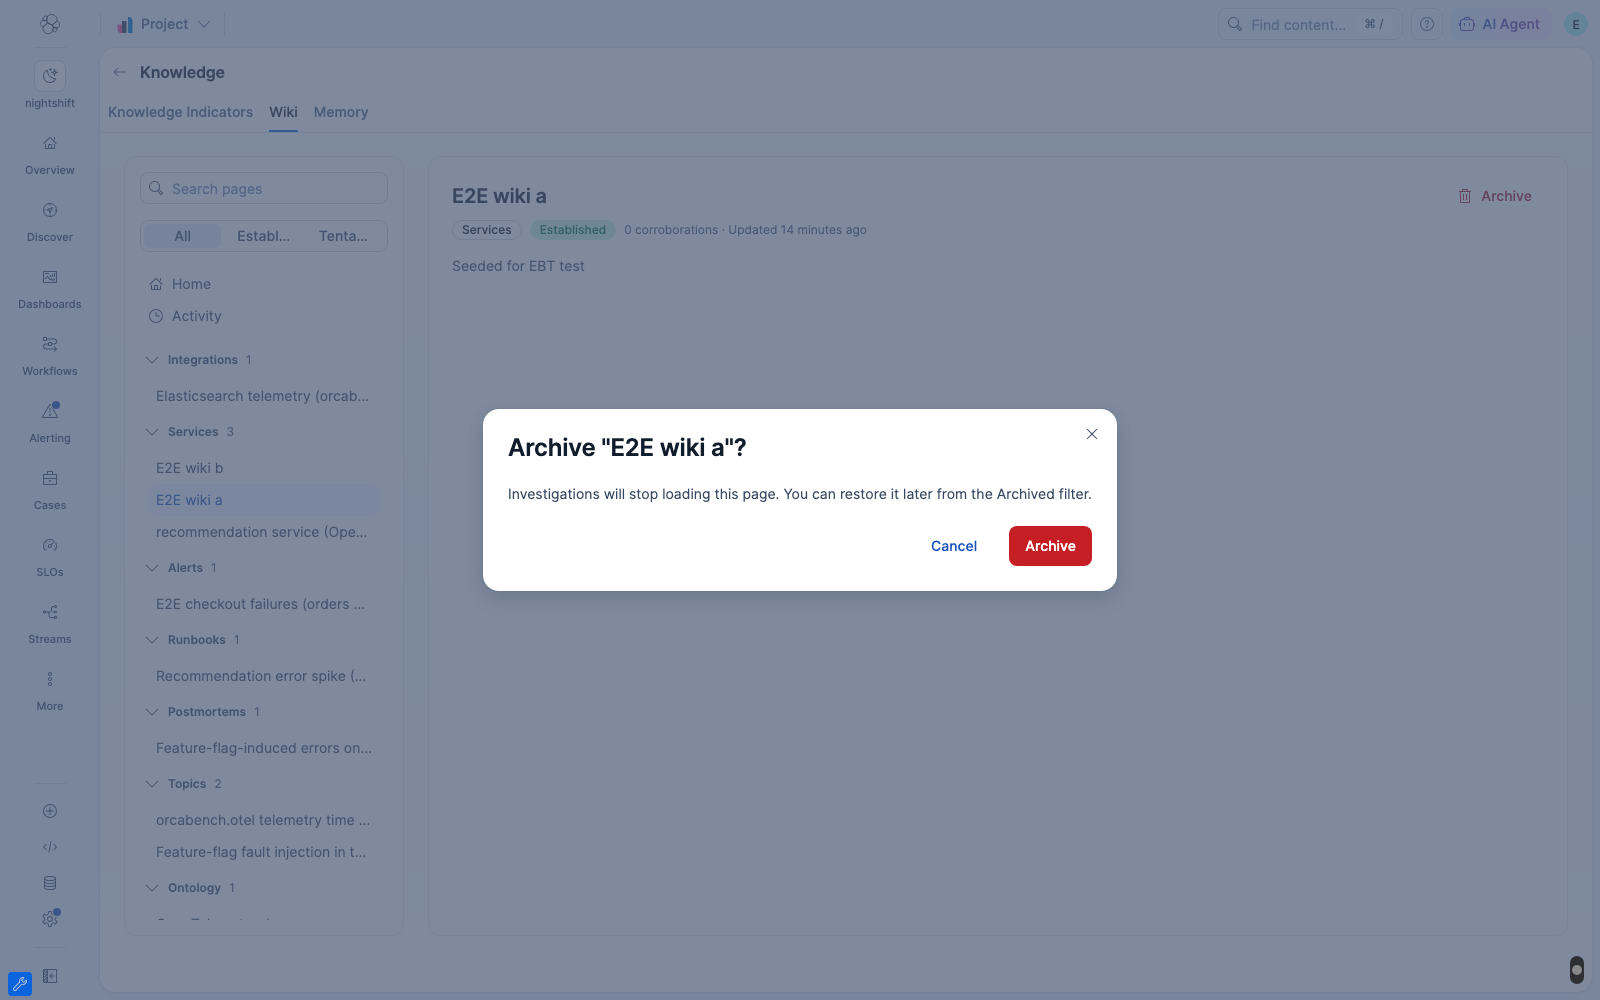 Project
Find content...
⌘ /
AI Agent
E
nightshift
Overview
Discover
Dashboards
Workflows
Alerting
Cases
SLOs
Streams
More
Knowledge
Knowledge Indicators
Wiki
Memory
Search pages
All
Establ...
Tenta...
Home
Activity
Integrations 1
Elasticsearch telemetry (orcab...
Services 3
E2E wiki b
E2E wiki a
recommendation service (Ope...
Alerts 1
E2E checkout failures (orders ...
Runbooks 1
Recommendation error spike (...
Postmortems 1
Feature-flag-induced errors on...
Topics 2
orcabench.otel telemetry time ...
Feature-flag fault injection in t...
Ontology 1
E2E wiki a
Archive
Services
Established
0 corroborations · Updated 14 minutes ago
Seeded for EBT test
Archive "E2E wiki a"?
Investigations will stop loading this page. You can restore it later from the Archived filter.
Cancel
Archive